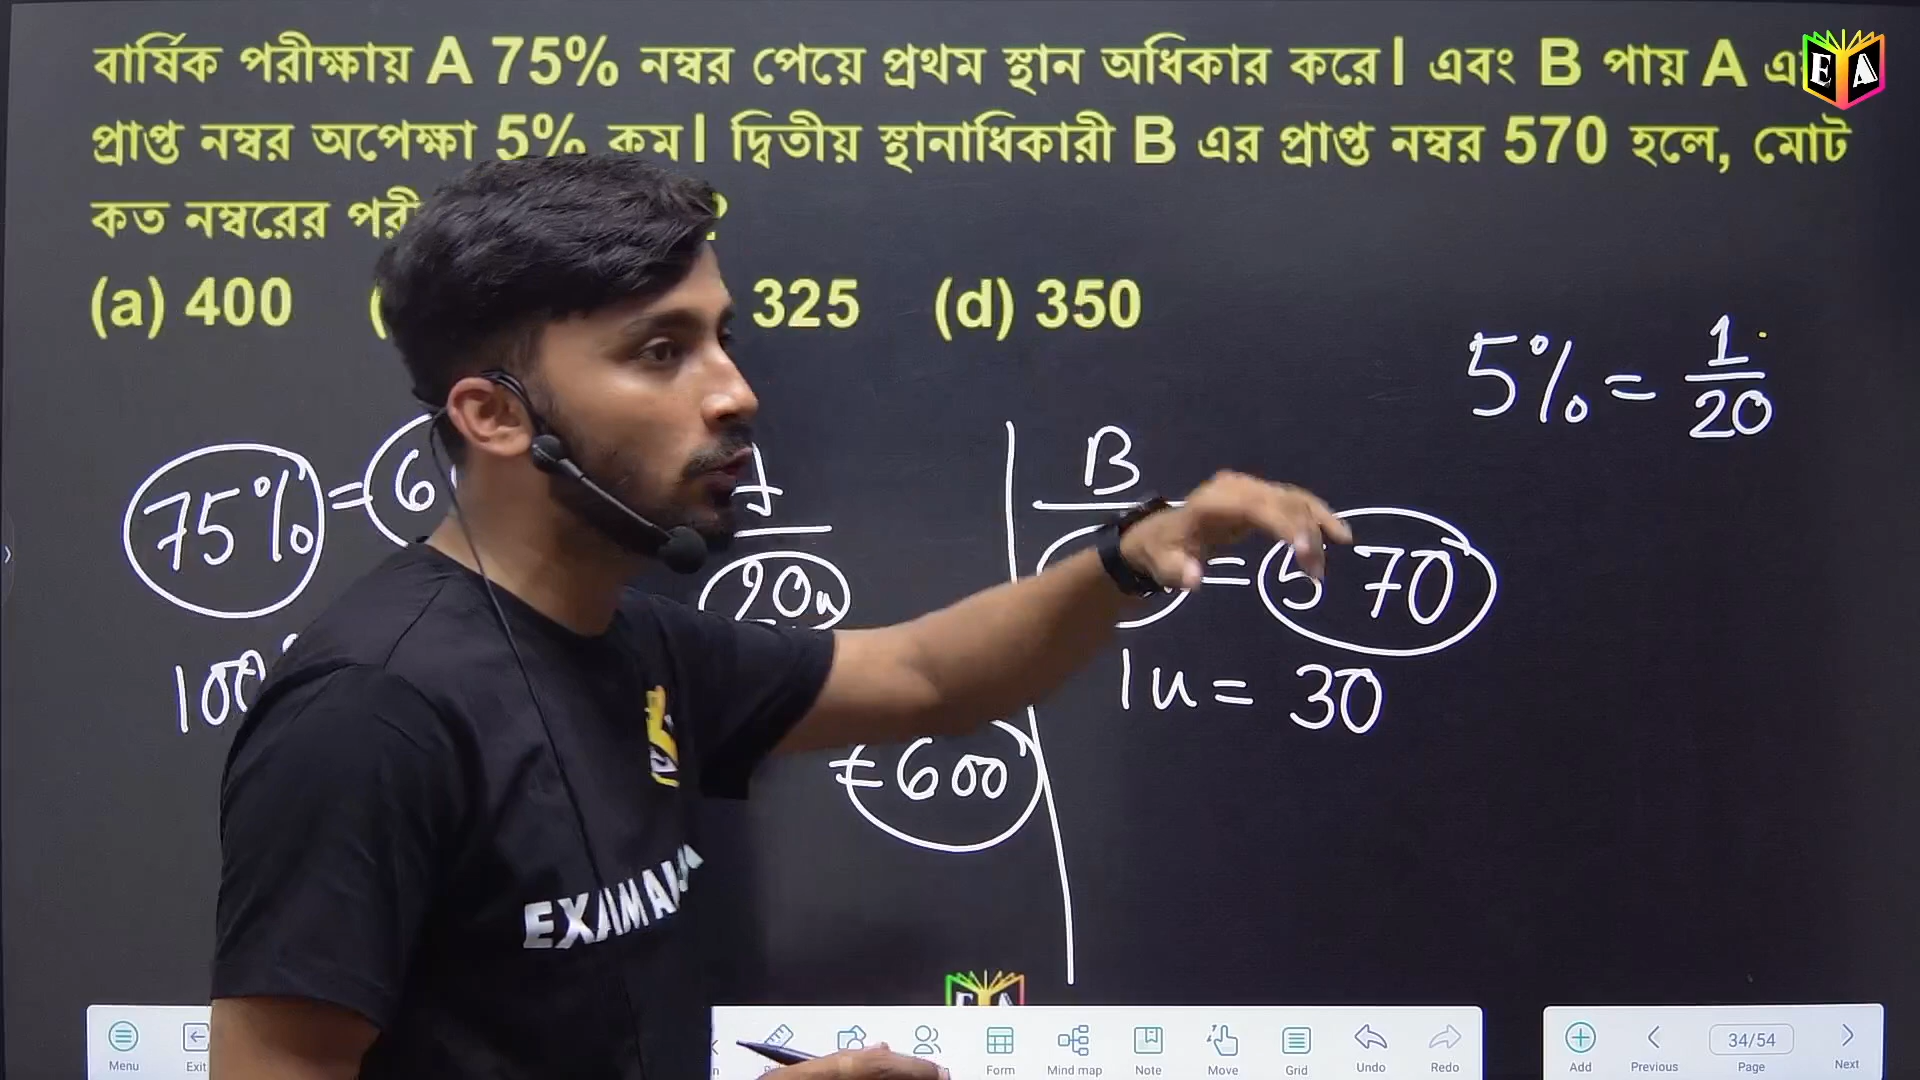 বার্ষিক পরীক্ষায় A 75% নম্বর পেয়ে প্রথম স্থান অধিকার করে। এবং B পায় A
প্রাপ্ত নম্বর অপেক্ষা 5% কম। দ্বিতীয় স্থানাধিকারী B এর প্রাপ্ত নম্বর 570 হলে, মোট
কত নম্বরের
(a) 400 325 (d) 350
5% = 1/20
B
75% =
20u
= 570
1u = 30
= 600
E A
Menu Exit Form Mind map Note Move Grid Undo Redo Add Previous 34/54 Page Next